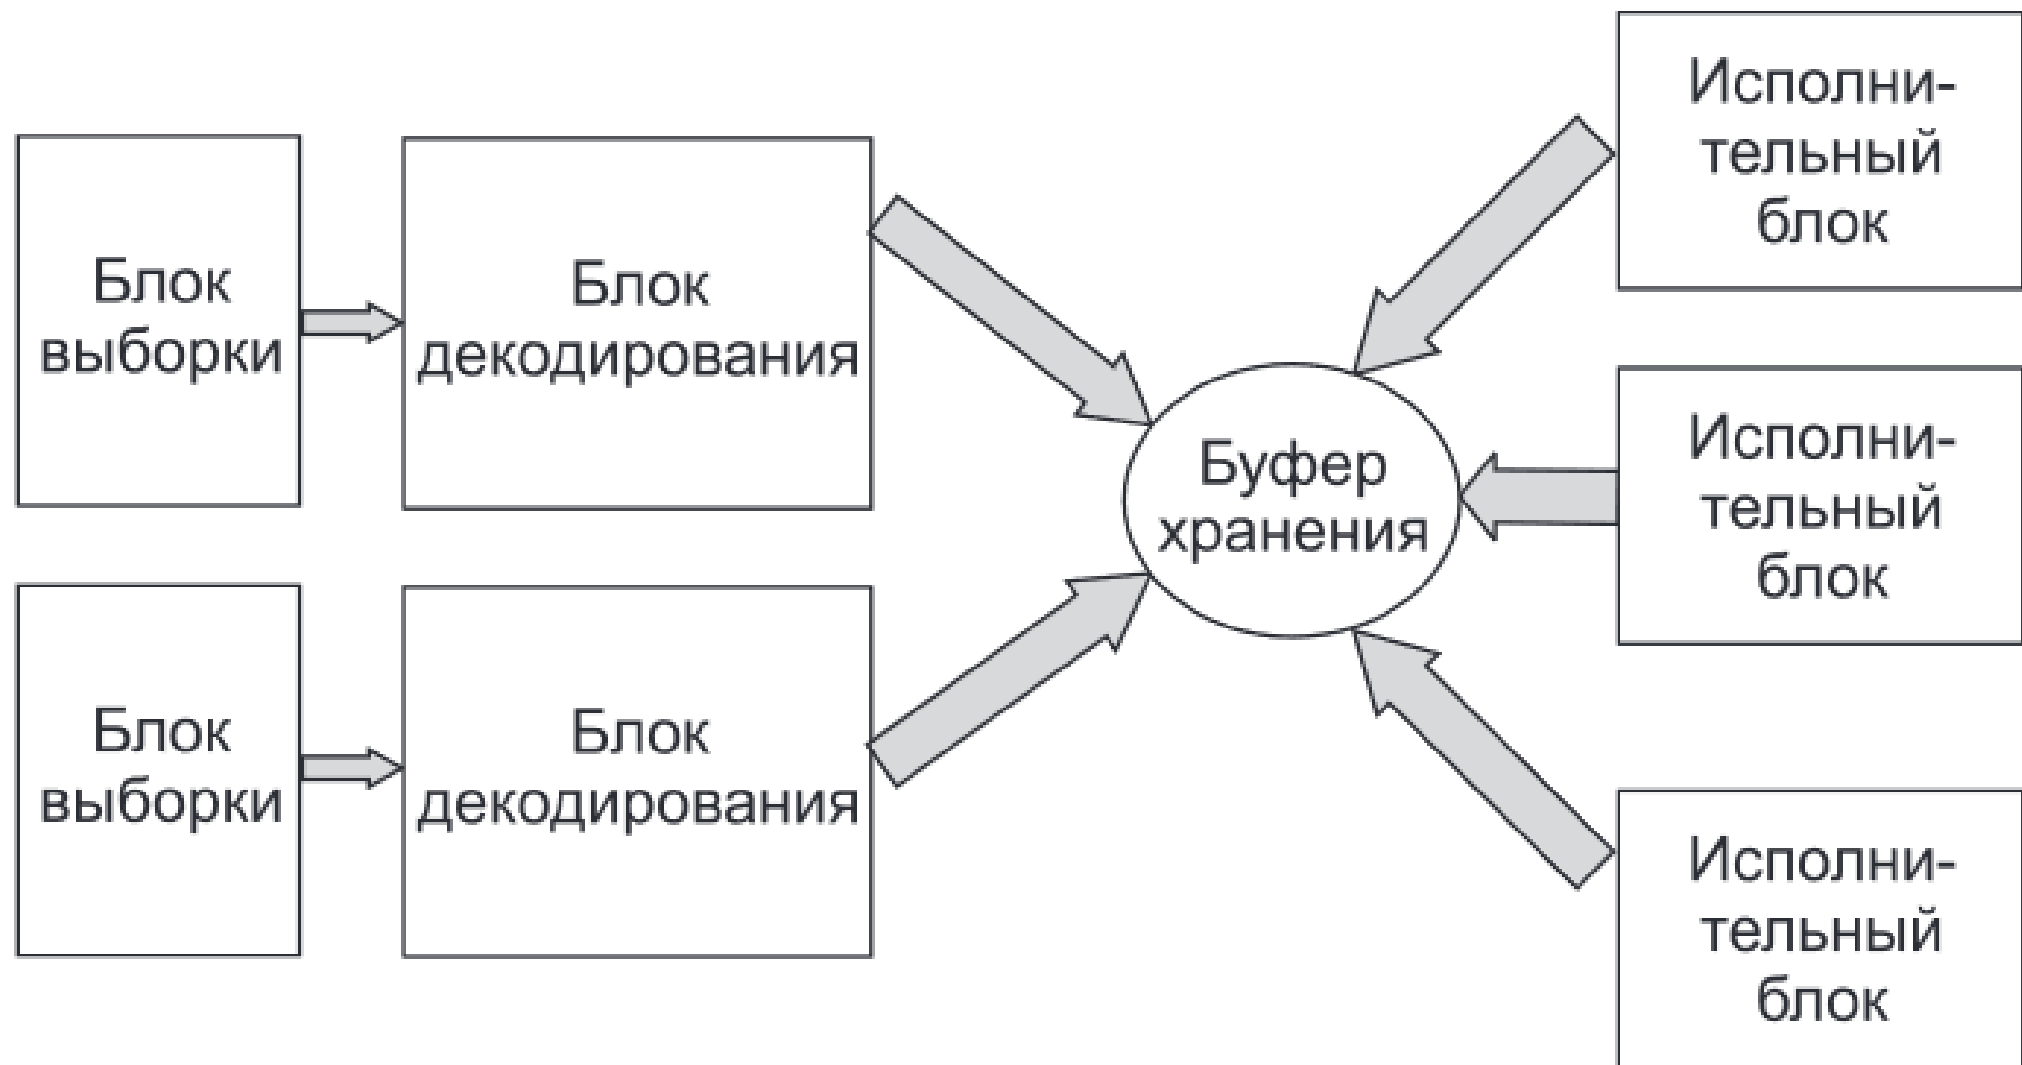 Блок
выборки
Блок
декодирования
Блок
выборки
Блок
декодирования
Буфер
хранения
Исполни-
тельный
блок
Исполни-
тельный
блок
Исполни-
тельный
блок